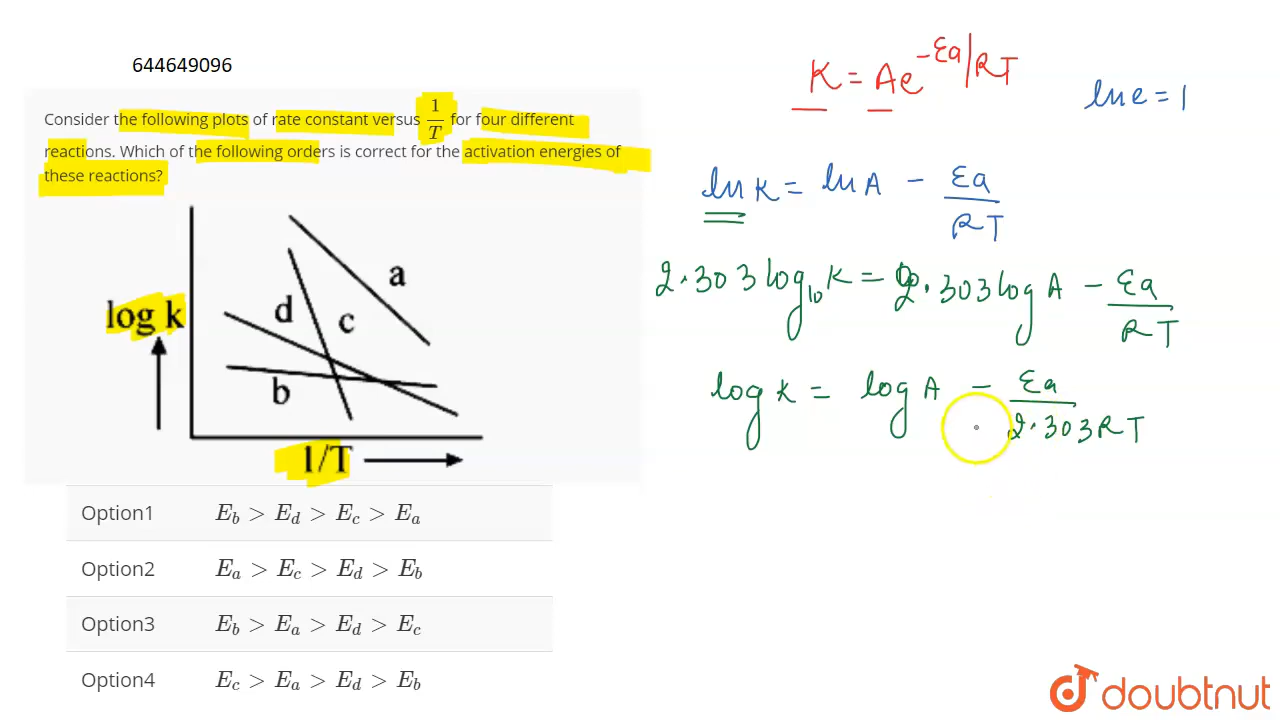 644649096
Consider the following plots of rate constant versus 1/T for four different
reactions. Which of the following orders is correct for the activation energies of
these reactions?
log k
a
d
c
b
1/T
Option1 E_b > E_d > E_c > E_a
Option2 E_a > E_c > E_d > E_b
Option3 E_b > E_a > E_d > E_c
Option4 E_c > E_a > E_d > E_b
K = Ae^-Ea/RT
ln e = 1
ln K = ln A - Ea/RT
2.303 log₁₀ K = 2.303 log A - Ea/RT
log K = log A - Ea/2.303RT
doubtnut